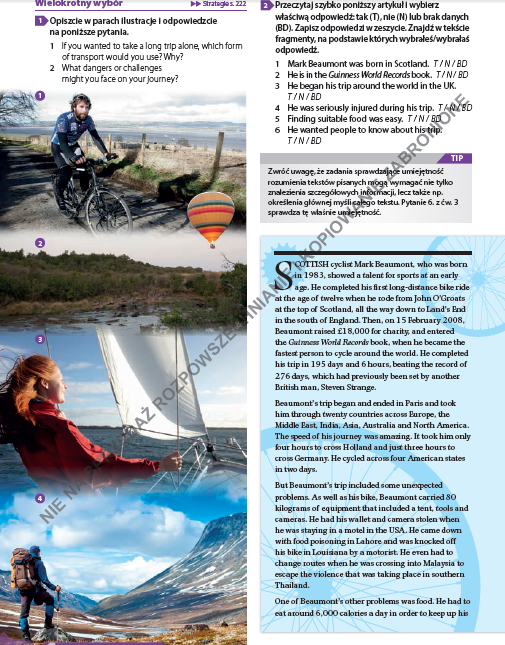 Wielokrotny wybór
▶▶ Strategie s. 222
1 Opiszcie w parach ilustracje i odpowiedzcie
na poniższe pytania.
1 If you wanted to take a long trip alone, which form
of transport would you use? Why?
2 What dangers or challenges
might you face on your journey?
1
2
3
4
2 Przeczytaj szybko poniższy artykuł i wybierz
właściwą odpowiedź: tak (T), nie (N) lub brak danych
(BD). Zapisz odpowiedzi w zeszycie. Znajdź w tekście
fragmenty, na podstawie których wybrałeś/wybrałaś
odpowiedź.
1 Mark Beaumont was born in Scotland. T / N / BD
2 He is in the Guinness World Records book. T / N / BD
3 He began his trip around the world in the UK.
T / N / BD
4 He was seriously injured during his trip. T / N / BD
5 Finding suitable food was easy. T / N / BD
6 He wanted people to know about his trip.
T / N / BD
TIP
Zwróć uwagę, że zadania sprawdzające umiejętność
rozumienia tekstów pisanych mogą wymagać nie tylko
znalezienia szczegółowych informacji, lecz także np.
określenia głównej myśli całego tekstu. Pytanie 6. z ćw. 3
sprawdza tę właśnie umiejętność.
SCOTTISH cyclist Mark Beaumont, who was born
in 1983, showed a talent for sports at an early
age. He completed his first long-distance bike ride
at the age of twelve when he rode from John O'Groats
at the top of Scotland, all the way down to Land's End
in the south of England. Then, on 15 February 2008,
Beaumont raised £18,000 for charity, and entered
the Guinness World Records book, when he became the
fastest person to cycle around the world. He completed
his trip in 195 days and 6 hours, beating the record of
276 days, which had previously been set by another
British man, Steven Strange.
Beaumont's trip began and ended in Paris and took
him through twenty countries across Europe, the
Middle East, India, Asia, Australia and North America.
The speed of his journey was amazing. It took him only
four hours to cross Holland and just three hours to
cross Germany. He cycled across four American states
in two days.
But Beaumont's trip included some unexpected
problems. As well as his bike, Beaumont carried 80
kilograms of equipment that included a tent, tools and
cameras. He had his wallet and camera stolen when
he was staying in a motel in the USA. He came down
with food poisoning in Lahore and was knocked off
his bike in Louisiana by a motorist. He even had to
change routes when he was crossing into Malaysia to
escape the violence that was taking place in southern
Thailand.
One of Beaumont's other problems was food. He had to
eat around 6,000 calories a day in order to keep up his